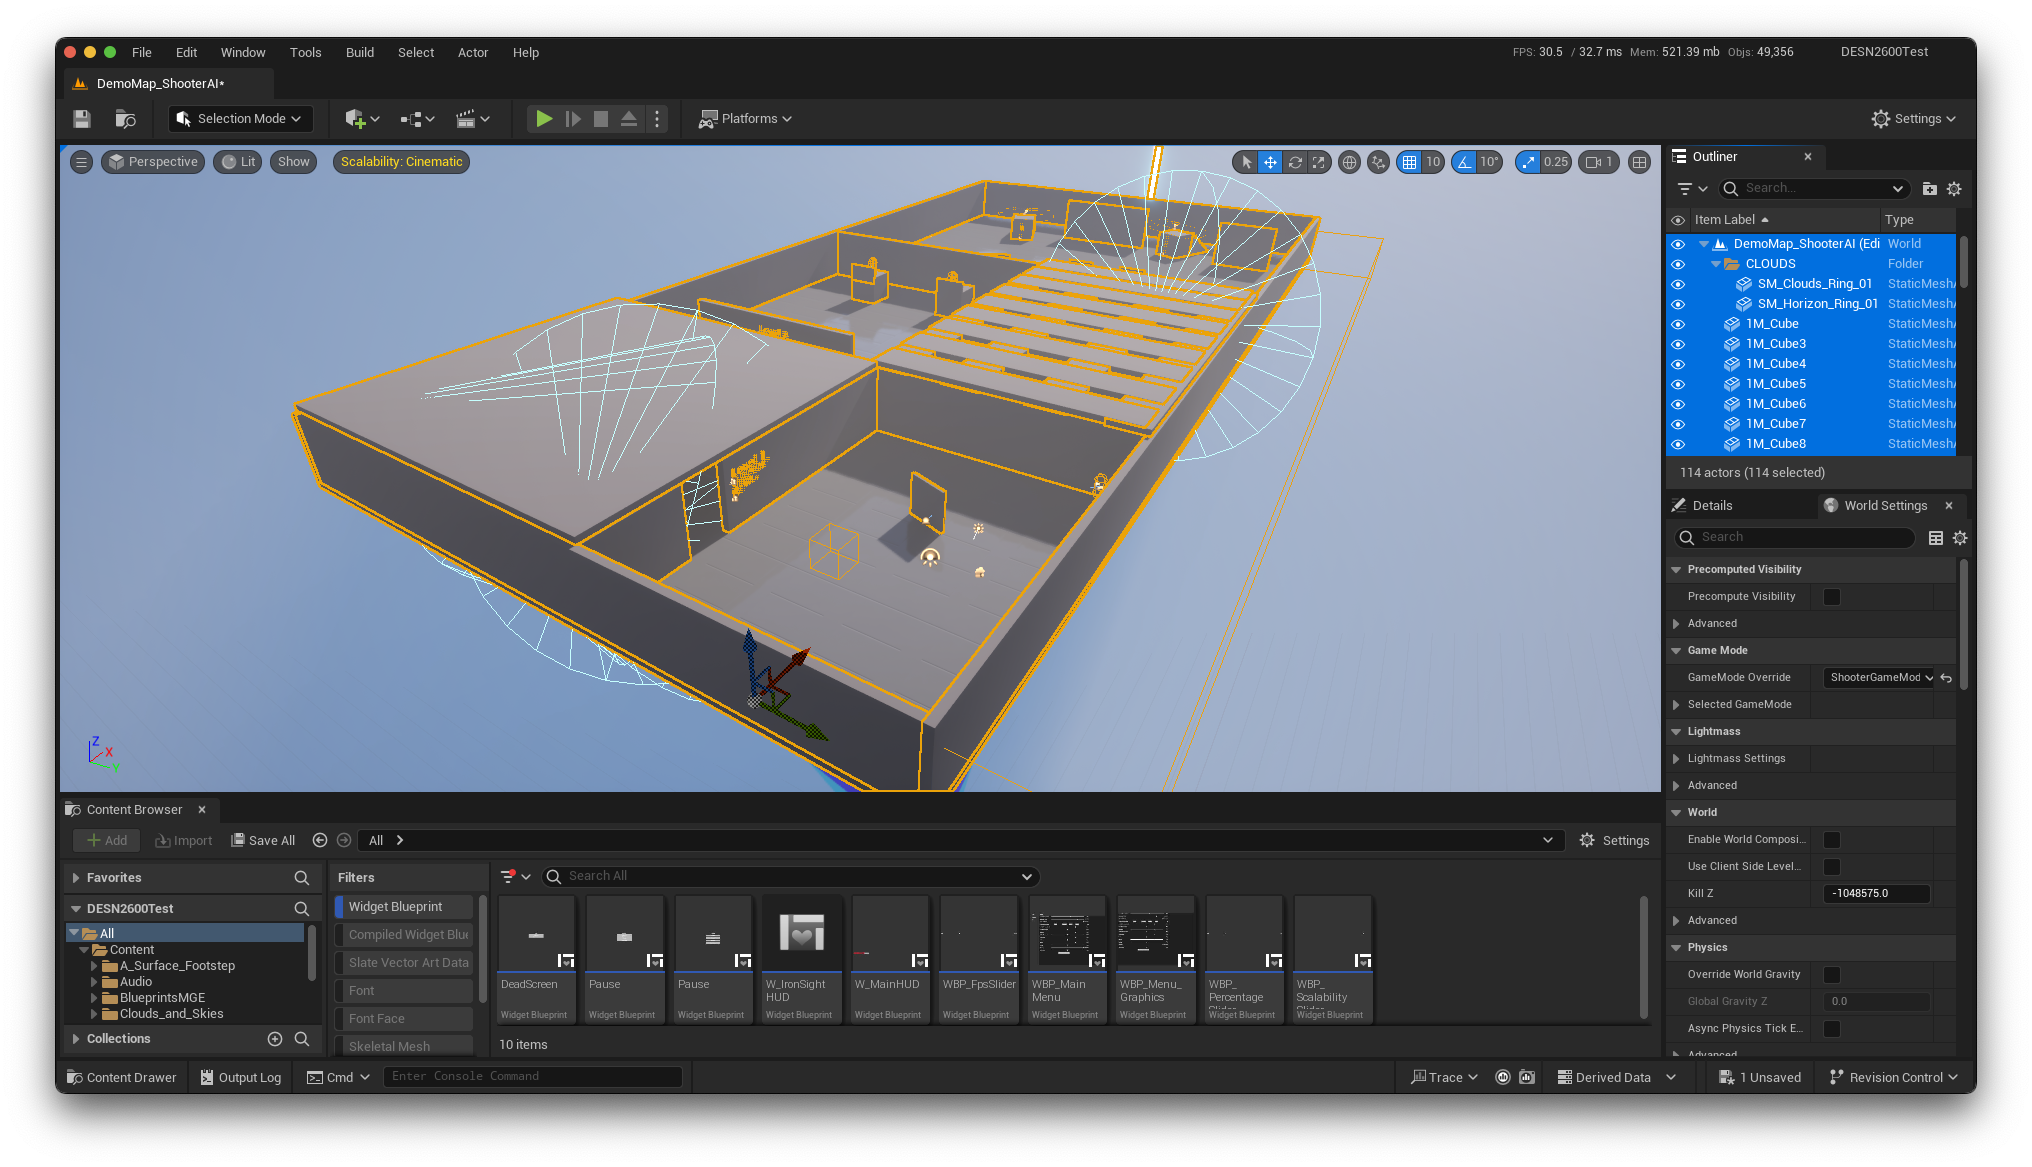 File Edit Window Tools Build Select Actor Help
FPS: 30.5 / 32.7 ms Mem: 521.39 mb Objs: 49,356
DESN2600Test
DemoMap_ShooterAI•
Selection Mode
Platforms
Settings
Perspective Lit Show Scalability: Cinematic
10 10° 0.25 1
Z
X
Y
Outliner
Search...
Item Label Type
DemoMap_ShooterAI (Edi World
CLOUDS Folder
SM_Clouds_Ring_01 StaticMesh
SM_Horizon_Ring_01 StaticMesh
1M_Cube StaticMesh
1M_Cube3 StaticMesh
1M_Cube4 StaticMesh
1M_Cube5 StaticMesh
1M_Cube6 StaticMesh
1M_Cube7 StaticMesh
1M_Cube8 StaticMesh
114 actors (114 selected)
Details World Settings
Search
Precomputed Visibility
Precompute Visibility
Advanced
Game Mode
GameMode Override ShooterGameMod
Selected GameMode
Lightmass
Lightmass Settings
Advanced
World
Enable World Composi...
Use Client Side Level...
Kill Z -1048575.0
Advanced
Physics
Override World Gravity
Global Gravity Z 0.0
Async Physics Tick E...
Advanced
Content Browser
Add Import Save All All Settings
Favorites
DESN2600Test
All
Content
A_Surface_Footstep
Audio
BlueprintsMGE
Clouds_and_Skies
Collections
Filters
Widget Blueprint
Compiled Widget Blue
Slate Vector Art Data
Font
Font Face
Skeletal Mesh
Search All
DeadScreen
Widget Blueprint
Pause
Widget Blueprint
Pause
Widget Blueprint
W_IronSight
HUD
Widget Blueprint
W_MainHUD
Widget Blueprint
WBP_FpsSlider
Widget Blueprint
WBP_Main
Menu
Widget Blueprint
WBP_Menu_
Graphics
Widget Blueprint
WBP_
Percentage
Slider
Widget Blueprint
WBP_
Scalability
Slider
Widget Blueprint
10 items
Content Drawer Output Log Cmd Enter Console Command
Trace Derived Data 1 Unsaved Revision Control